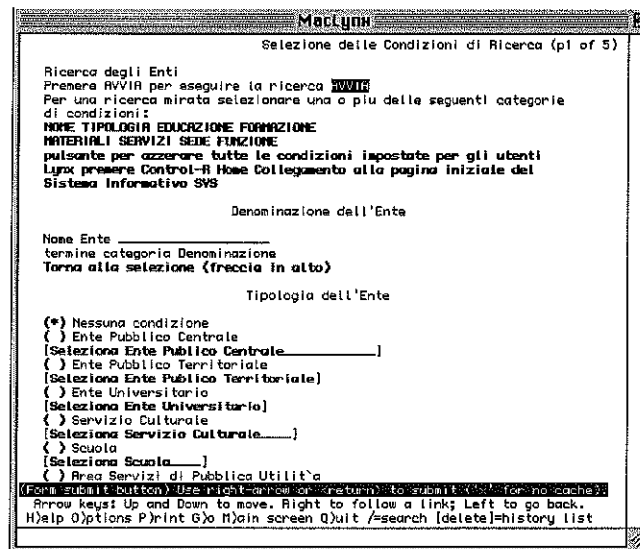 MacLynx
Selezione delle Condizioni di Ricerca (p1 of 5)
Ricerca degli Enti
Premere AVVIA per eseguire la ricerca AVVIA
Per una ricerca mirata selezionare una o piu delle seguenti categorie
di condizioni:
NOME TIPOLOGIA EDUCAZIONE FORMAZIONE
MATERIALI SERVIZI SEDE FUNZIONE
pulsante per azzerare tutte le condizioni impostate per gli utenti
Lynx premere Control-R Home Collegamento alla pagina iniziale del
Sistema Informativo SVS
Denominazione dell'Ente
Nome Ente ____________________
termine categoria Denominazione
Torna alla selezione (freccia in alto)
Tipologia dell'Ente
(*) Nessuna condizione
( ) Ente Pubblico Centrale
[Seleziona Ente Publico Centrale____________]
( ) Ente Pubblico Territoriale
[Seleziona Ente Publico Territoriale]
( ) Ente Universitario
[Seleziona Ente Universitario]
( ) Servizio Culturale
[Seleziona Servizio Culturale____]
( ) Scuola
[Seleziona Scuola____]
( ) Area Servizi di Pubblica Utilit`a
(Form submit button) Use right-arrow or <return> to submit ('x' for no cache).
Arrow keys: Up and Down to move. Right to follow a link; Left to go back.
H)elp O)ptions P)rint G)o M)ain screen Q)uit /=search [delete]=history list